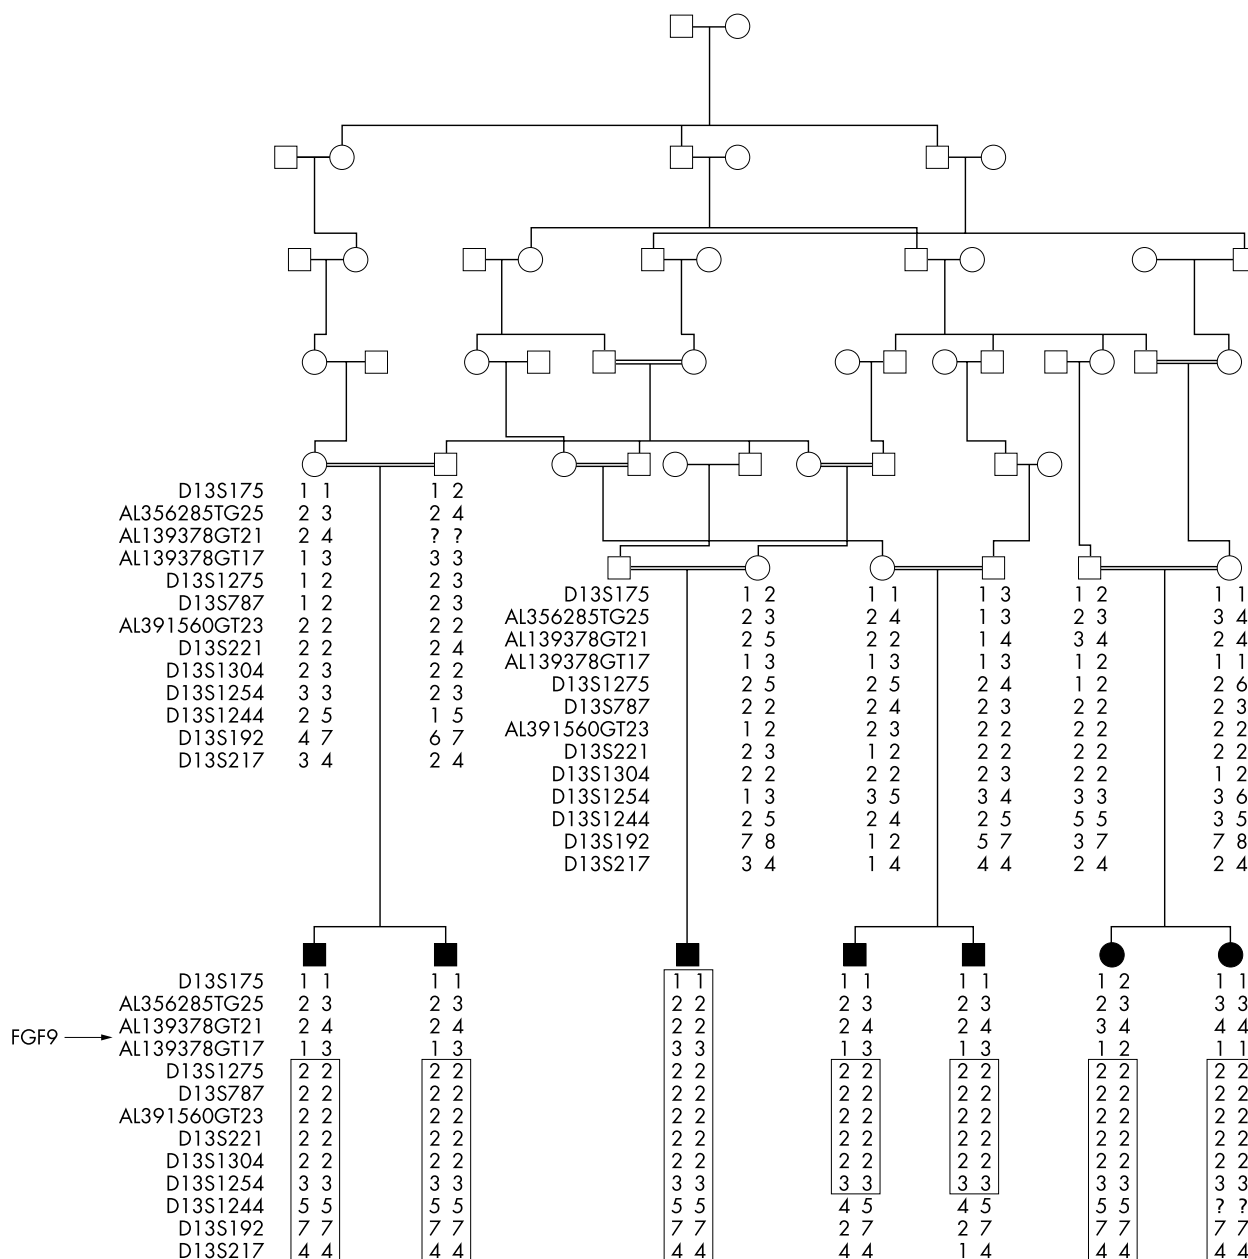 D13S175 1 1 1 2
AL356285TG25 2 3 2 4
AL139378GT21 2 4 ? ?
AL139378GT17 1 3 3 3
D13S1275 1 2 2 3
D13S787 1 2 2 3
AL391560GT23 2 2 2 2
D13S221 2 2 2 4
D13S1304 2 3 2 2
D13S1254 3 3 2 3
D13S1244 2 5 1 5
D13S192 4 7 6 7
D13S217 3 4 2 4
D13S175 1 2 1 1 1 3 1 2 1 1
AL356285TG25 2 3 2 4 1 3 2 3 3 4
AL139378GT21 2 5 2 2 1 4 3 4 2 4
AL139378GT17 1 3 1 3 1 3 1 2 1 1
D13S1275 2 5 2 5 2 4 1 2 2 6
D13S787 2 2 2 4 2 3 2 2 2 3
AL391560GT23 1 2 2 3 2 2 2 2 2 2
D13S221 2 3 1 2 2 2 2 2 2 2
D13S1304 2 2 2 2 2 3 2 2 1 2
D13S1254 1 3 3 5 3 4 3 3 3 6
D13S1244 2 5 2 4 2 5 5 5 3 5
D13S192 7 8 1 2 5 7 3 7 7 8
D13S217 3 4 1 4 4 4 2 4 2 4
D13S175 1 1 1 1 1 1 1 1 1 1 1 2 1 1
AL356285TG25 2 3 2 3 2 2 2 3 2 3 2 3 3 3
AL139378GT21 2 4 2 4 2 2 2 4 2 4 3 4 4 4
FGF9
AL139378GT17 1 3 1 3 3 3 1 3 1 3 1 2 1 1
D13S1275 2 2 2 2 2 2 2 2 2 2 2 2 2 2
D13S787 2 2 2 2 2 2 2 2 2 2 2 2 2 2
AL391560GT23 2 2 2 2 2 2 2 2 2 2 2 2 2 2
D13S221 2 2 2 2 2 2 2 2 2 2 2 2 2 2
D13S1304 2 2 2 2 2 2 2 2 2 2 2 2 2 2
D13S1254 3 3 3 3 3 3 3 3 3 3 3 3 3 3
D13S1244 5 5 5 5 5 5 4 5 4 5 5 5 ? ?
D13S192 7 7 7 7 7 7 2 7 2 7 7 7 7 7
D13S217 4 4 4 4 4 4 4 4 1 4 4 4 4 4